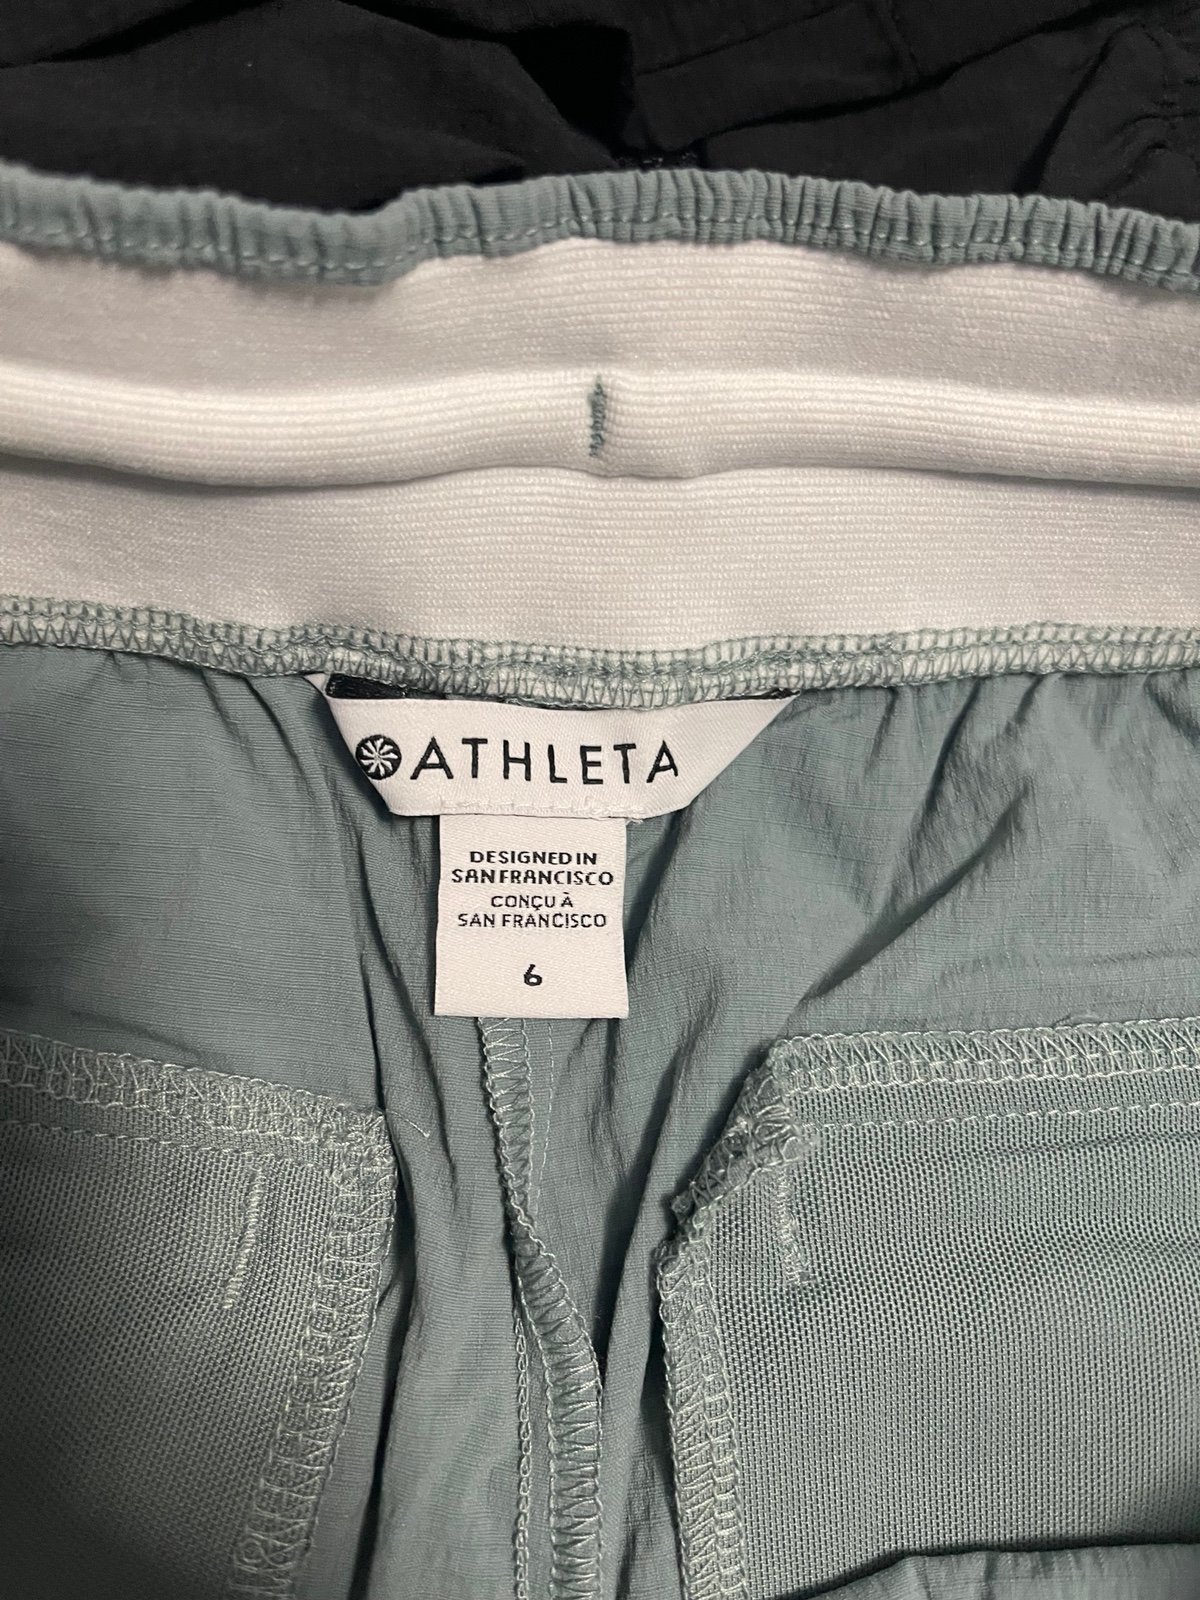 ATHLETA
DESIGNED IN
SAN FRANCISCO
CONÇU À
SAN FRANCISCO
6